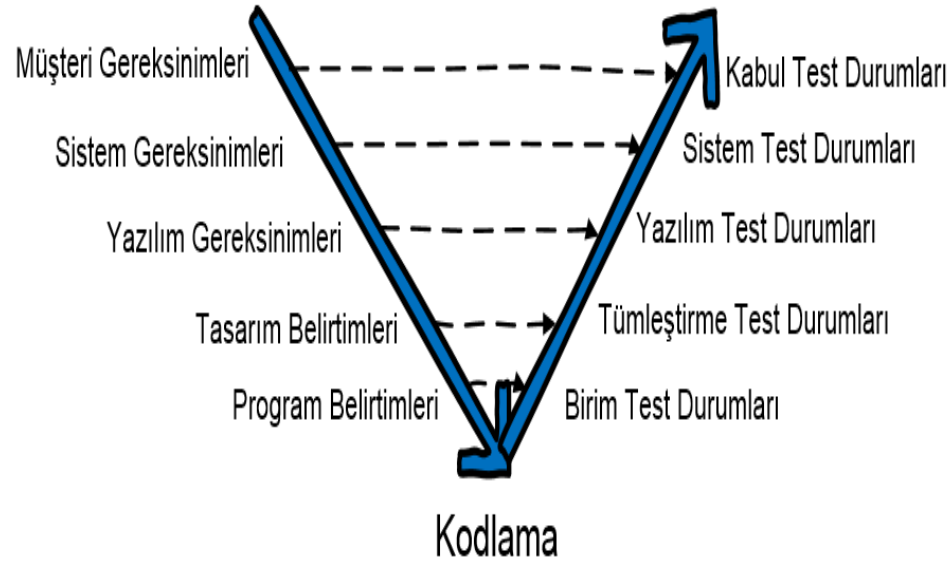 Müşteri Gereksinimleri
Kabul Test Durumları
Sistem Gereksinimleri
Sistem Test Durumları
Yazılım Gereksinimleri
Yazılım Test Durumları
Tasarım Belirtimleri
Tümleştirme Test Durumları
Program Belirtimleri
Birim Test Durumları
Kodlama